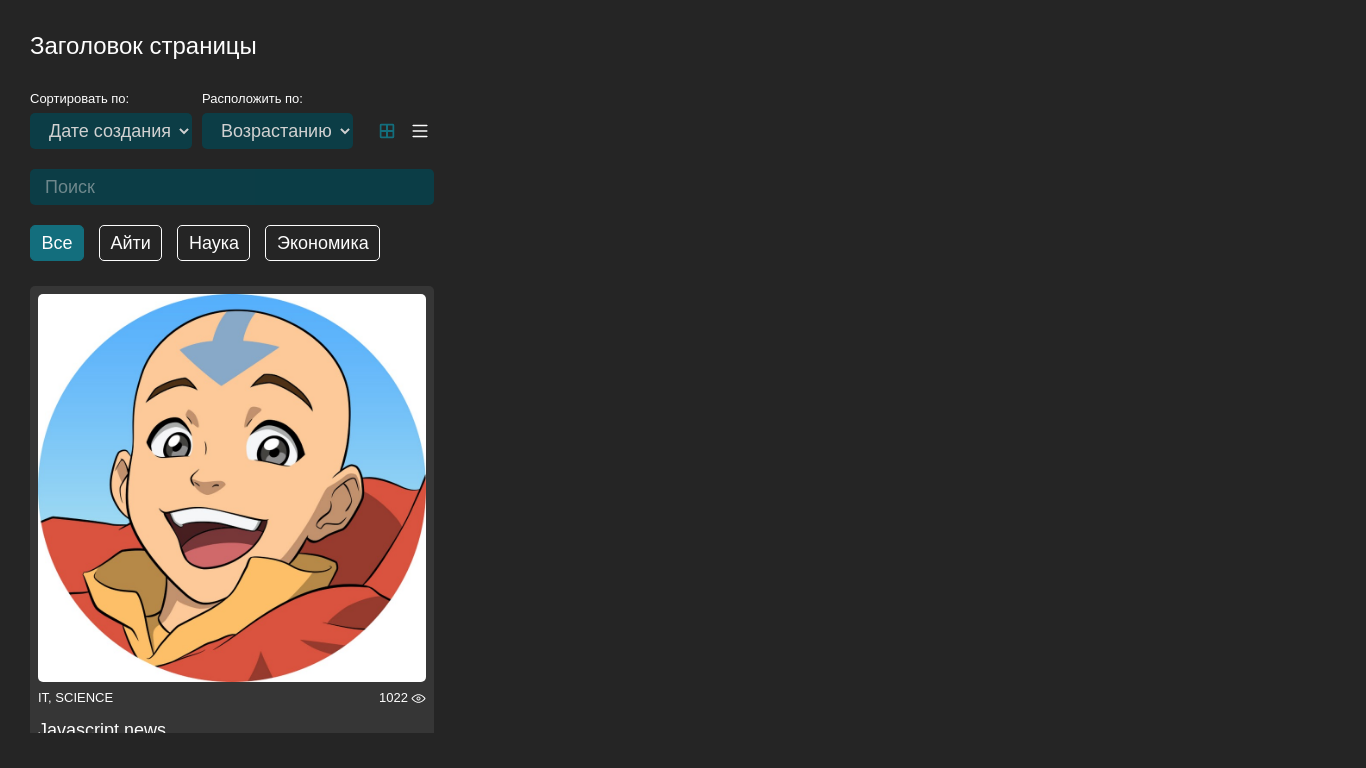 Заголовок страницы
Сортировать по: Расположить по:
Дате создания Возрастанию
Поиск
Все Айти Наука Экономика
IT, SCIENCE 1022
Javascript news